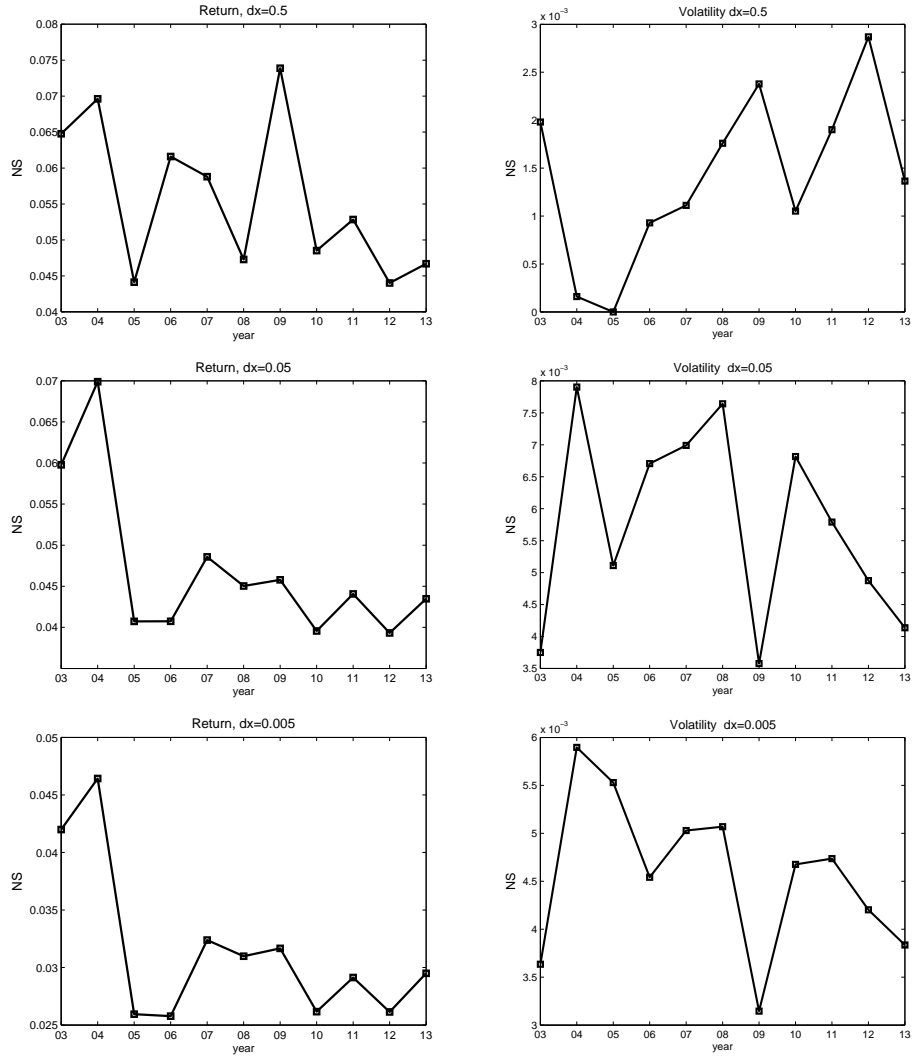 Return, dx=0.5
0.08
0.075
0.07
0.065
0.06
0.055
0.05
0.045
0.04
NS
03 04 05 06 07 08 09 10 11 12 13
year
Volatility dx=0.5
x 10⁻³
3
2.5
2
1.5
1
0.5
0
NS
03 04 05 06 07 08 09 10 11 12 13
year
Return, dx=0.05
0.07
0.065
0.06
0.055
0.05
0.045
0.04
NS
03 04 05 06 07 08 09 10 11 12 13
year
Volatility dx=0.05
x 10⁻³
8
7.5
7
6.5
6
5.5
5
4.5
4
3.5
NS
03 04 05 06 07 08 09 10 11 12 13
year
Return, dx=0.005
0.05
0.045
0.04
0.035
0.03
0.025
NS
03 04 05 06 07 08 09 10 11 12 13
year
Volatility dx=0.005
x 10⁻³
6
5.5
5
4.5
4
3.5
3
NS
03 04 05 06 07 08 09 10 11 12 13
year